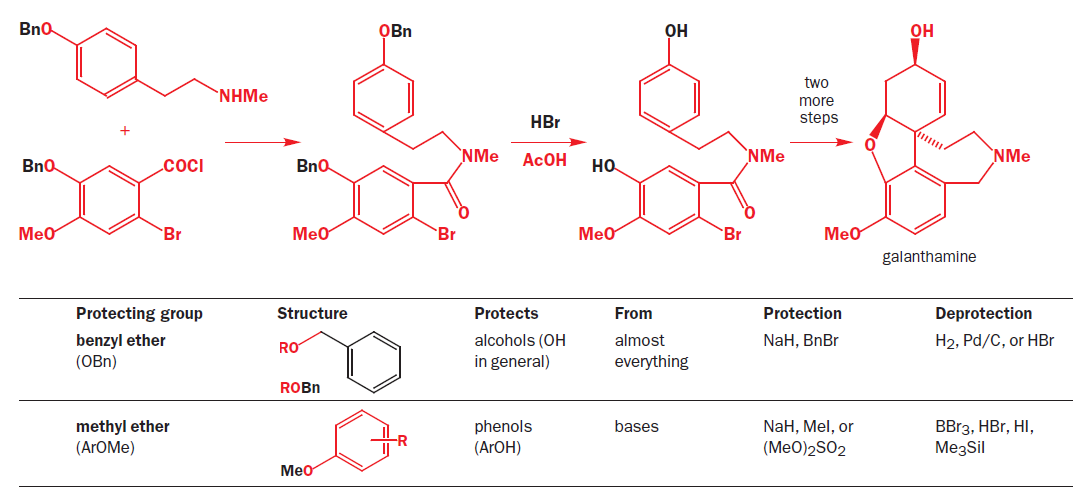 BnO
NHMe
+
BnO
COCl
MeO
Br
OBn
BnO
NMe
MeO
O
Br
HBr
AcOH
OH
HO
NMe
MeO
O
Br
two
more
steps
OH
O
NMe
MeO
galanthamine
Protecting group Structure Protects From Protection Deprotection
benzyl ether
(OBn)
RO
ROBn
alcohols (OH
in general)
almost
everything
NaH, BnBr
H2, Pd/C, or HBr
methyl ether
(ArOMe)
R
MeO
phenols
(ArOH)
bases
NaH, MeI, or
(MeO)2SO2
BBr3, HBr, HI,
Me3SiI